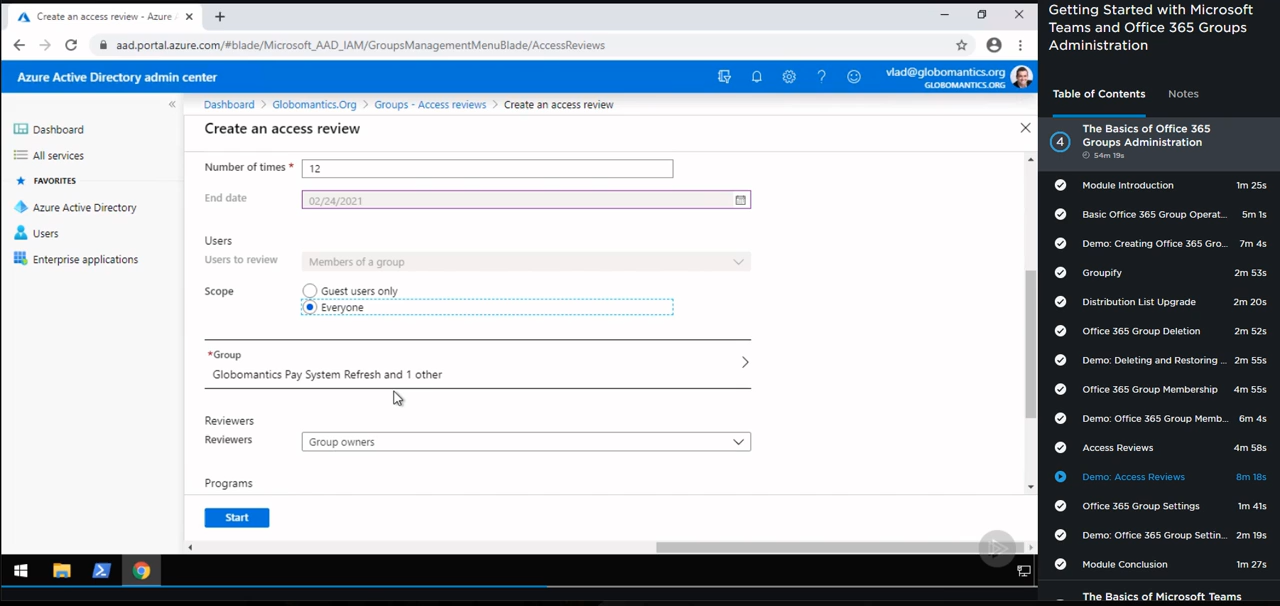 Create an access review - Azure A
aad.portal.azure.com/#blade/Microsoft_AAD_IAM/GroupsManagementMenuBlade/AccessReviews
Azure Active Directory admin center
vlad@globomantics.org
GLOBOMANTICS.ORG
Dashboard
All services
FAVORITES
Azure Active Directory
Users
Enterprise applications
Dashboard > Globomantics.Org > Groups - Access reviews > Create an access review
Create an access review
Number of times * 12
End date 02/24/2021
Users
Users to review Members of a group
Scope Guest users only
Everyone
*Group
Globomantics Pay System Refresh and 1 other
Reviewers
Reviewers Group owners
Programs
Start
Getting Started with Microsoft
Teams and Office 365 Groups
Administration
Table of Contents Notes
4
The Basics of Office 365
Groups Administration
54m 19s
Module Introduction 1m 25s
Basic Office 365 Group Operat... 5m 1s
Demo: Creating Office 365 Gro... 7m 4s
Groupify 2m 53s
Distribution List Upgrade 2m 20s
Office 365 Group Deletion 2m 52s
Demo: Deleting and Restoring ... 2m 55s
Office 365 Group Membership 4m 55s
Demo: Office 365 Group Memb... 6m 4s
Access Reviews 4m 58s
Demo: Access Reviews 8m 18s
Office 365 Group Settings 1m 41s
Demo: Office 365 Group Settin... 2m 19s
Module Conclusion 1m 27s
The Basics of Microsoft Teams